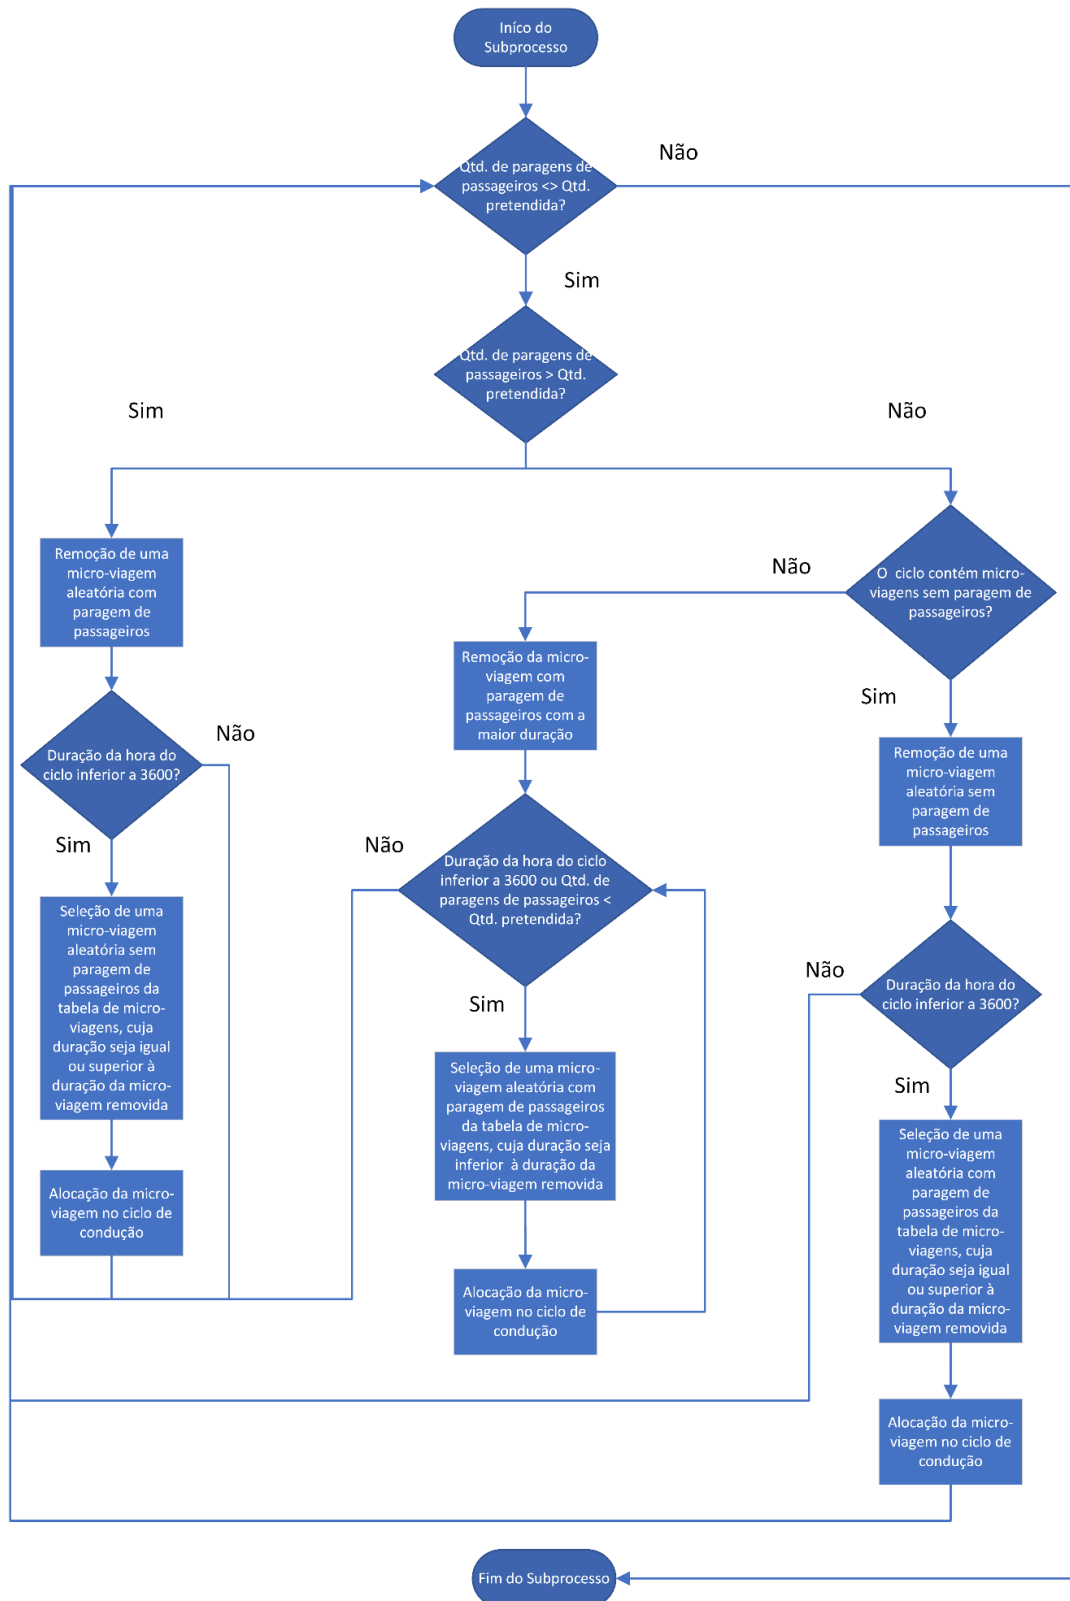 Iníco do
Subprocesso
Não
Qtd. de paragens de
passageiros <> Qtd.
pretendida?
Sim
Qtd. de paragens de
passageiros > Qtd.
pretendida?
Sim
Não
Remoção de uma
micro-viagem
aleatória com
paragem de
passageiros
Não
O ciclo contém micro-
viagens sem paragem de
passageiros?
Remoção da micro-
viagem com
paragem de
passageiros com a
maior duração
Sim
Não
Duração da hora do
ciclo inferior a 3600?
Remoção de uma
micro-viagem
aleatória sem
paragem de
passageiros
Sim
Não
Duração da hora do ciclo
inferior a 3600 ou Qtd. de
paragens de passageiros <
Qtd. pretendida?
Seleção de uma
micro-viagem
aleatória sem
paragem de
passageiros da
tabela de micro-
viagens, cuja
duração seja igual
ou superior à
duração da micro-
viagem removida
Não
Duração da hora do
ciclo inferior a 3600?
Sim
Seleção de uma micro-
viagem aleatória com
paragem de passageiros
da tabela de micro-
viagens, cuja duração seja
inferior à duração da
micro-viagem removida
Sim
Seleção de uma
micro-viagem
aleatória com
paragem de
passageiros da
tabela de micro-
viagens, cuja
duração seja igual
ou superior à
duração da micro-
viagem removida
Alocação da micro-
viagem no ciclo de
condução
Alocação da micro-
viagem no ciclo de
condução
Alocação da micro-
viagem no ciclo de
condução
Fim do Subprocesso